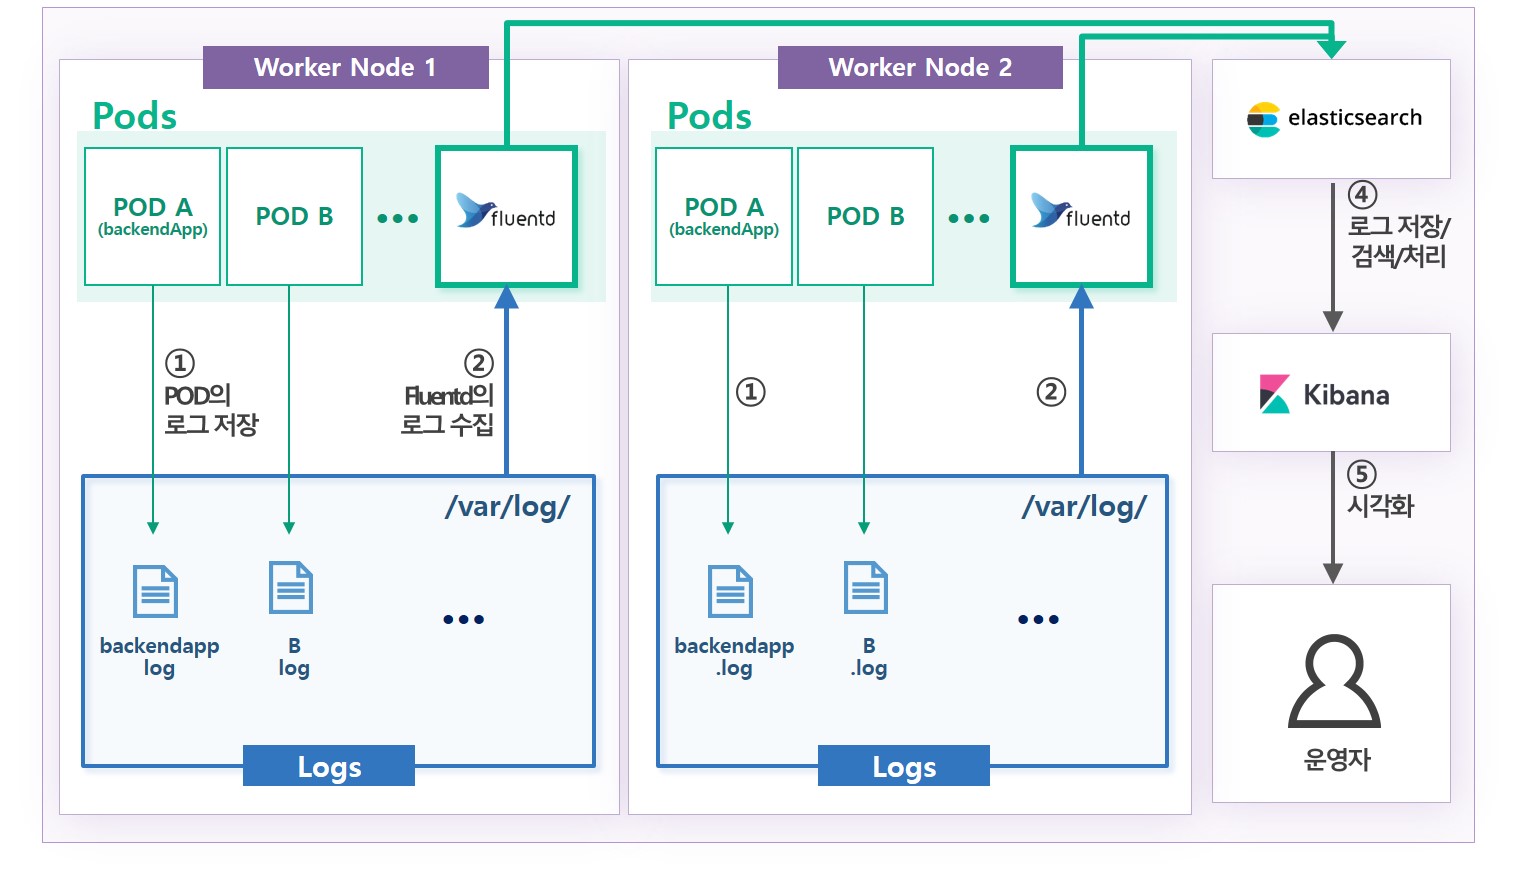 Worker Node 1
Pods
POD A
(backendApp)
POD B
•••
fluentd
①
POD의
로그 저장
②
Fluentd의
로그 수집
/var/log/
backendapp
log
B
log
•••
Logs
Worker Node 2
Pods
POD A
(backendApp)
POD B
•••
fluentd
①
②
/var/log/
backendapp
.log
B
.log
•••
Logs
elasticsearch
④
로그 저장/
검색/처리
Kibana
⑤
시각화
운영자